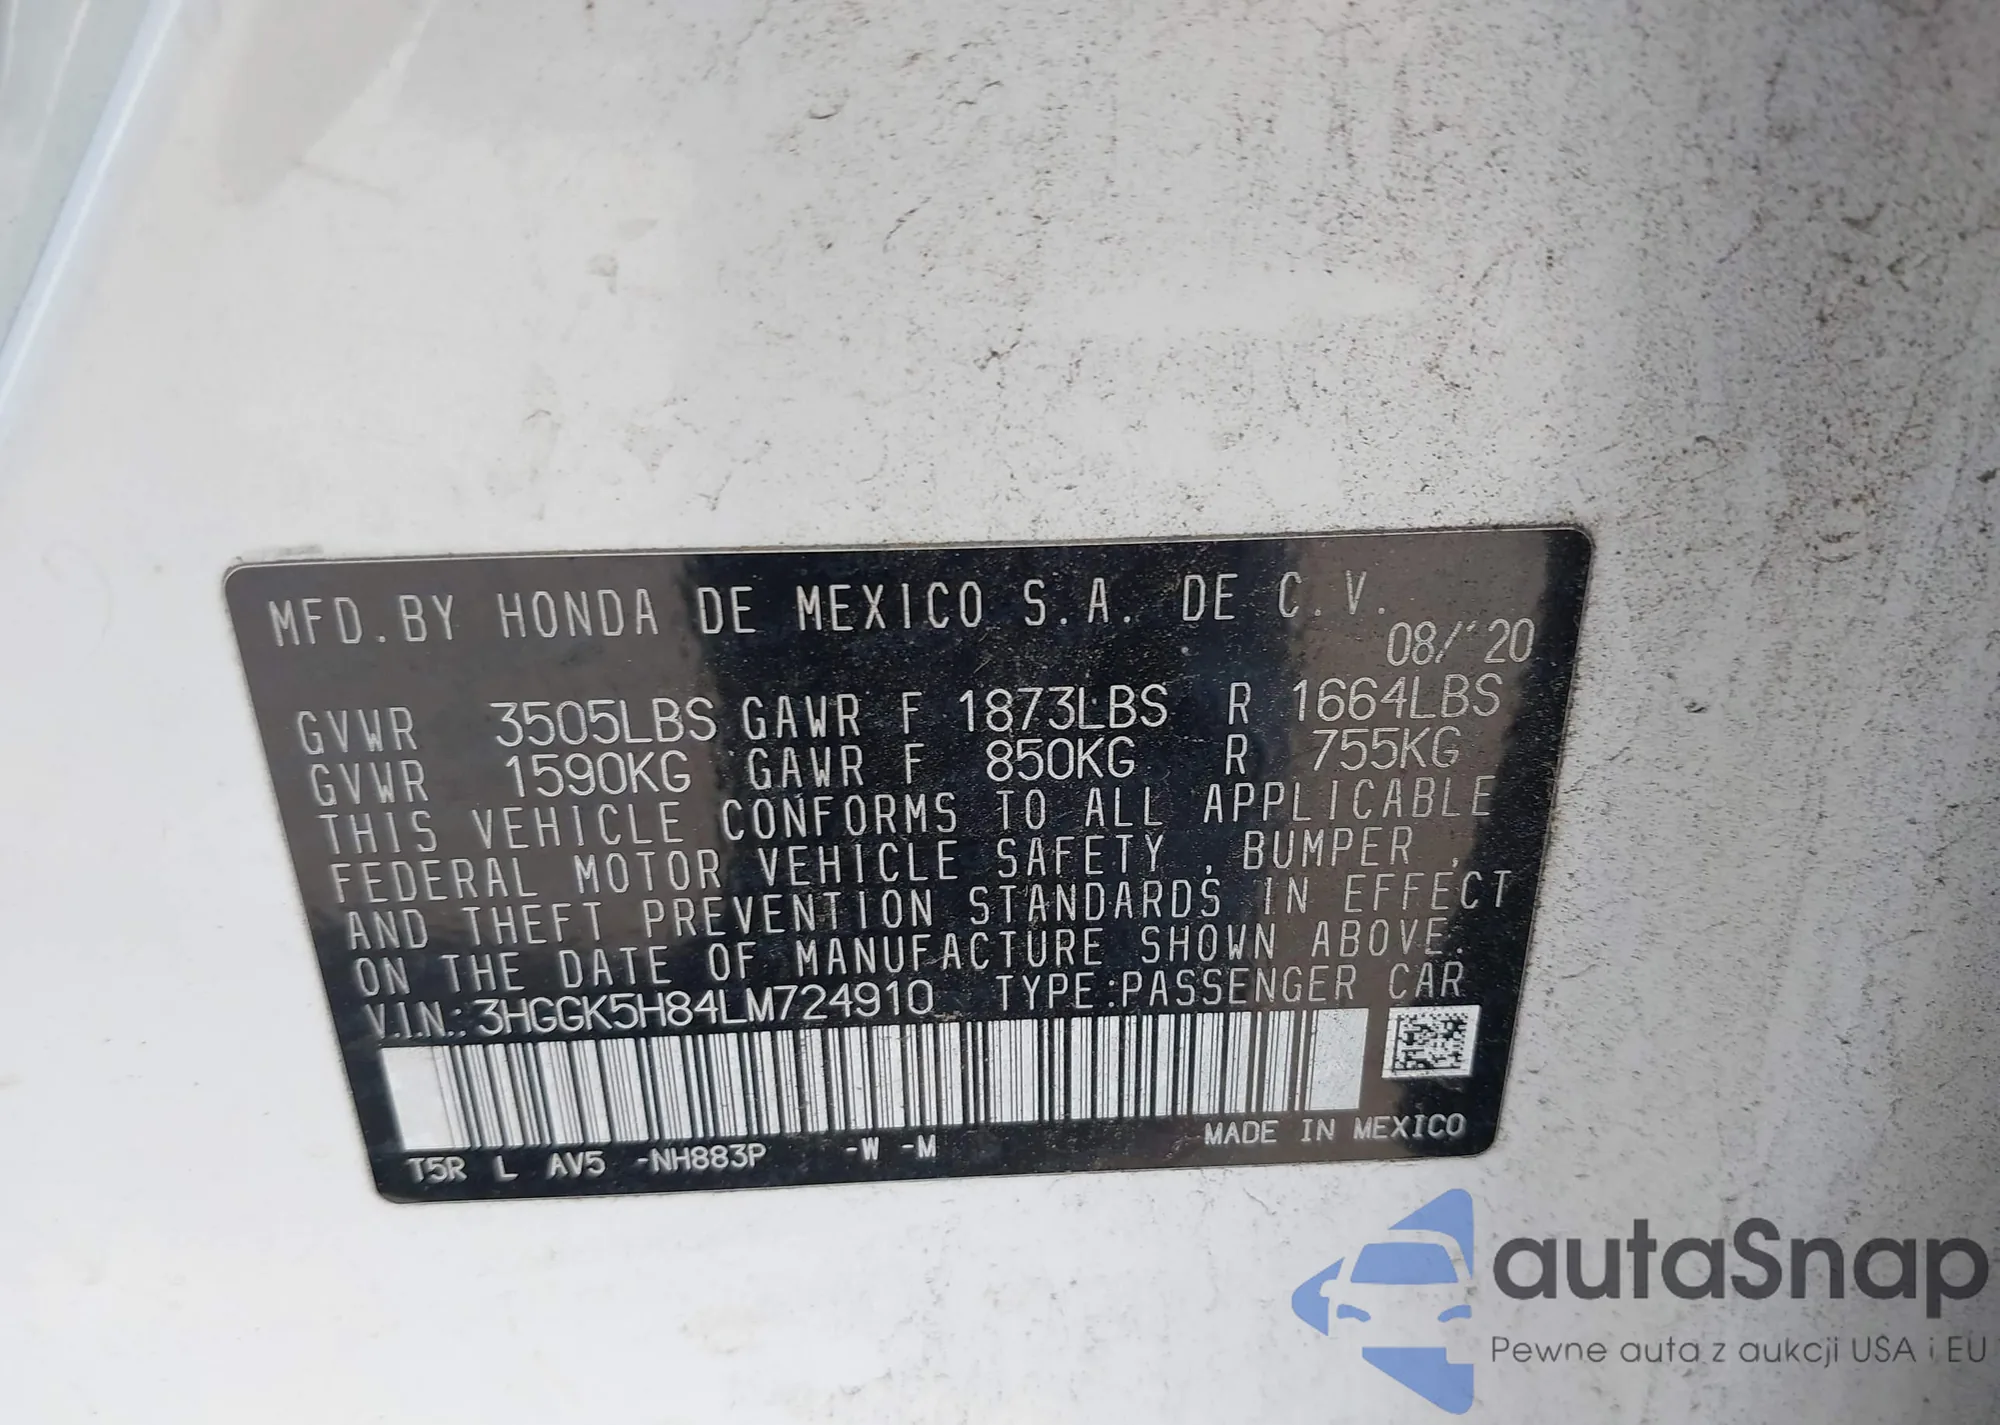 MFD.BY HONDA DE MEXICO S.A. DE C.V.
08/'20
GVWR 3505LBS GAWR F 1873LBS R 1664LBS
GVWR 1590KG GAWR F 850KG R 755KG
THIS VEHICLE CONFORMS TO ALL APPLICABLE
FEDERAL MOTOR VEHICLE SAFETY , BUMPER ,
AND THEFT PREVENTION STANDARDS IN EFFECT
ON THE DATE OF MANUFACTURE SHOWN ABOVE.
V.I.N.: 3HGGK5H84LM724910 TYPE:PASSENGER CAR
T5R L AV5 -NH883P -W -M MADE IN MEXICO
autaSnap
Pewne auta z aukcji USA i EU